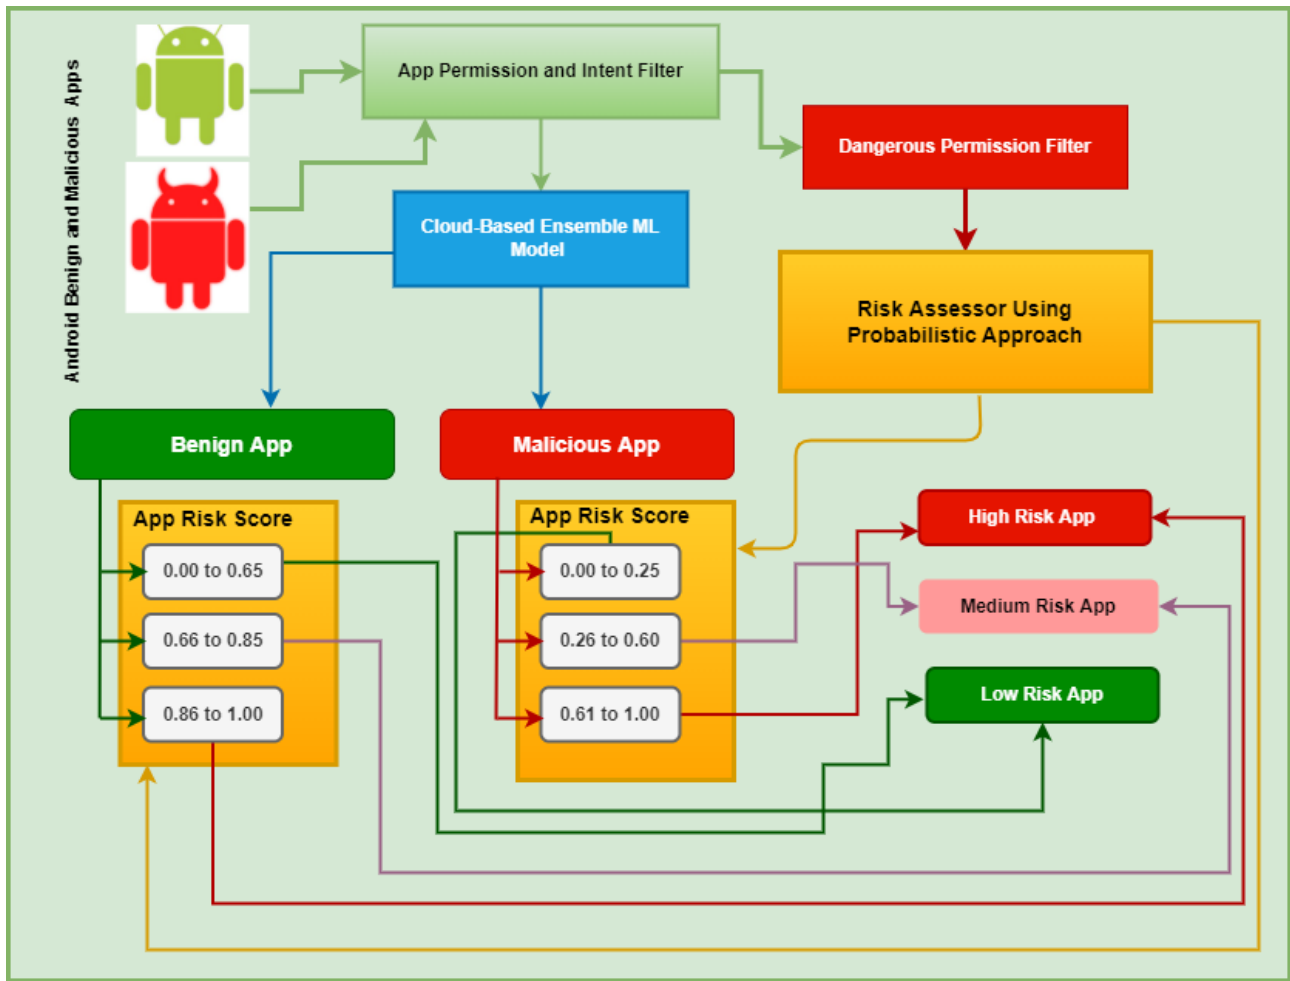 Android Benign and Malicious Apps
App Permission and Intent Filter
Dangerous Permission Filter
Cloud-Based Ensemble ML
Model
Risk Assessor Using
Probabilistic Approach
Benign App
Malicious App
App Risk Score
0.00 to 0.65
0.66 to 0.85
0.86 to 1.00
App Risk Score
0.00 to 0.25
0.26 to 0.60
0.61 to 1.00
High Risk App
Medium Risk App
Low Risk App